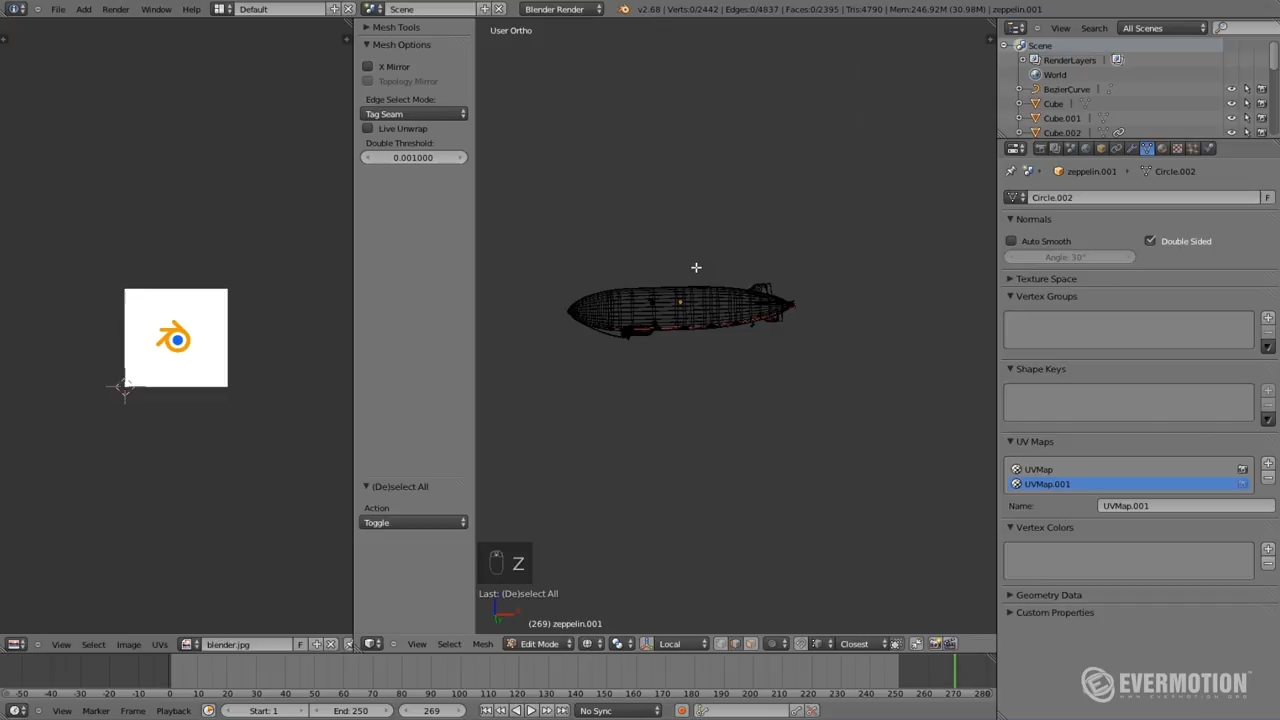 File Add Render Window Help Default Scene Blender Render v2.68 | Verts:0/2442 | Edges:0/4837 | Faces:0/2395 | Tris:4790 | Mem:246.92M (30.98M) | zeppelin.001
Mesh Tools
Mesh Options
X Mirror
Topology Mirror
Edge Select Mode:
Tag Seam
Live Unwrap
Double Threshold:
0.001000
(De)select All
Action
Toggle
User Ortho
Z
Last: (De)select All
(269) zeppelin.001
View Search All Scenes
Scene
RenderLayers
World
BezierCurve
Cube
Cube.001
Cube.002
zeppelin.001 Circle.002
Circle.002 F
Normals
Auto Smooth Double Sided
Angle: 30°
Texture Space
Vertex Groups
Shape Keys
UV Maps
UVMap
UVMap.001
Name: UVMap.001
Vertex Colors
Geometry Data
Custom Properties
View Select Image UVs blender.jpg F
View Select Mesh Edit Mode Local Closest
-50 -40 -30 -20 -10 0 10 20 30 40 50 60 70 80 90 100 110 120 130 140 150 160 170 180 190 200 210 220 230 240 250 260 270 280
View Marker Frame Playback Start: 1 End: 250 269 No Sync
EVERMOTION™
WWW.EVERMOTION.ORG